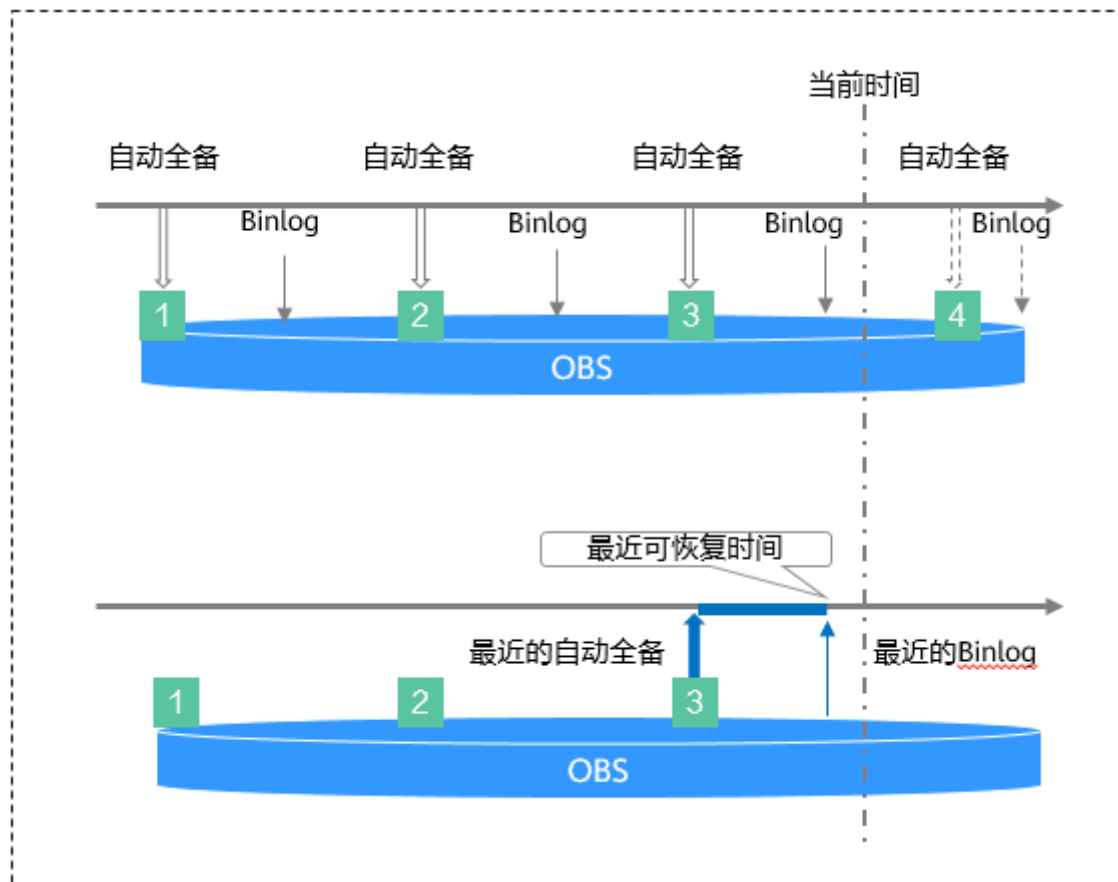 当前时间
自动全备 自动全备 自动全备 自动全备
Binlog Binlog Binlog Binlog
1 2 3 4
OBS
最近可恢复时间
最近的自动全备 最近的Binlog
1 2 3
OBS